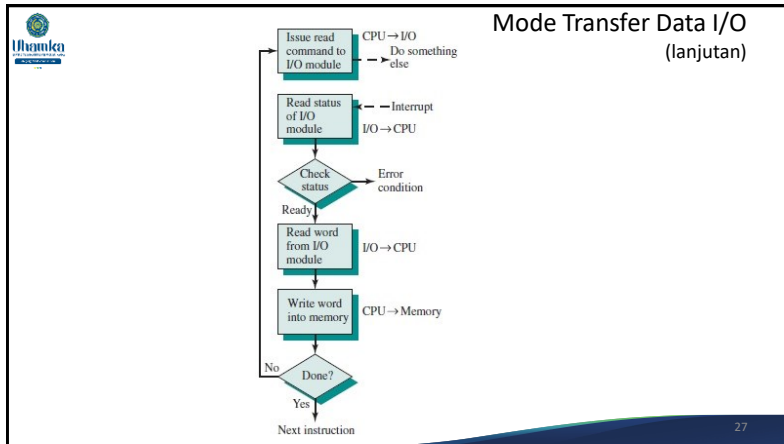 Uhamka
Mode Transfer Data I/O
(lanjutan)
Issue read
command to
I/O module
CPU→I/O
Do something
else
Read status
of I/O
module
Interrupt
I/O→CPU
Check
status
Error
condition
Ready
Read word
from I/O
module
I/O→CPU
Write word
into memory
CPU→Memory
No
Done?
Yes
Next instruction
27